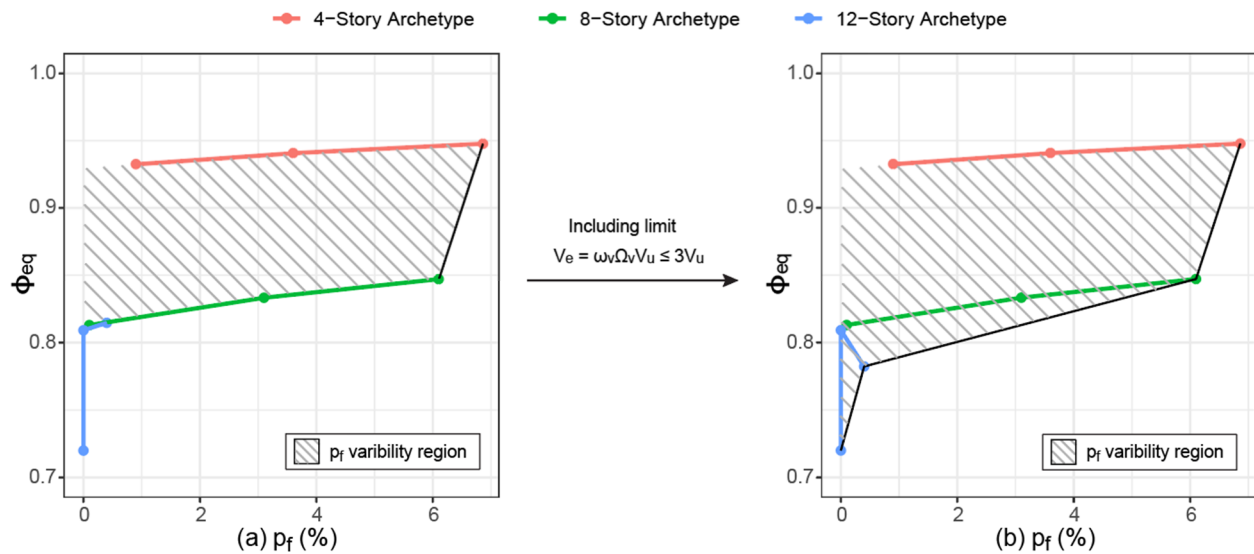 4−Story Archetype 8−Story Archetype 12−Story Archetype
1.0
0.9
0.8
0.7
Φeq
0 2 4 6
(a) pf (%)
pf varibility region
Including limit
Ve = ωvΩvVu ≤ 3Vu
1.0
0.9
0.8
0.7
Φeq
0 2 4 6
(b) pf (%)
pf varibility region